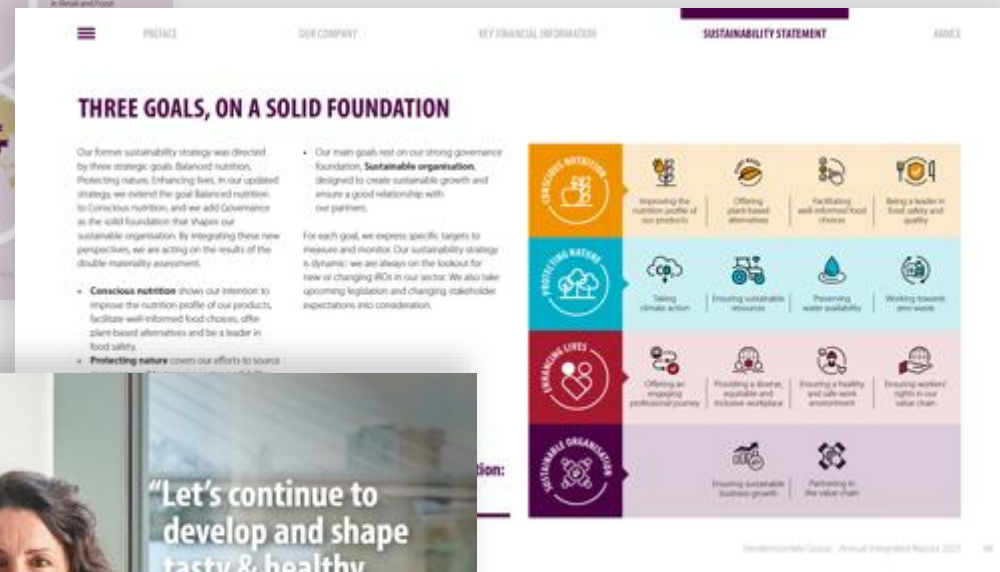 in Retail and Food
PREFACE
OUR COMPANY
KEY FINANCIAL INFORMATION
SUSTAINABILITY STATEMENT
ANNEX
THREE GOALS, ON A SOLID FOUNDATION
Our former sustainability strategy was directed
by three strategic goals: Balanced nutrition,
Protecting nature, Enhancing lives. In our updated
strategy, we extend the goal Balanced nutrition
to Conscious nutrition, and we add Governance
as the solid foundation that shapes our
sustainable organisation. By integrating these new
perspectives, we are acting on the results of the
double materiality assessment.
• Conscious nutrition shows our intention to
improve the nutrition profile of our products,
facilitate well-informed food choices, offer
plant-based alternatives and be a leader in
food safety.
• Protecting nature covers our efforts to source
• Our main goals rest on our strong governance
foundation, Sustainable organisation,
designed to create sustainable growth and
ensure a good relationship with
our partners.
For each goal, we express specific targets to
measure and monitor. Our sustainability strategy
is dynamic: we are always on the lookout for
new or changing IROs in our sector. We also take
upcoming legislation and changing stakeholder
expectations into consideration.
tion:
CONSCIOUS NUTRITION
Improving the
nutrition profile of
our products
Offering
plant-based
alternatives
Facilitating
well-informed food
choices
Being a leader in
food safety and
quality
PROTECTING NATURE
CO₂
Taking
climate action
Ensuring sustainable
resources
Preserving
water availability
Working towards
zero waste
ENHANCING LIVES
Offering an
engaging
professional journey
Providing a diverse,
equitable and
inclusive workplace
Ensuring a healthy
and safe work
environment
Ensuring workers'
rights in our
value chain
SUSTAINABLE ORGANISATION
Ensuring sustainable
business growth
Partnering in
the value chain
Group - Annual Integrated Report
"Let's continue to
develop and shape
tasty & healthy